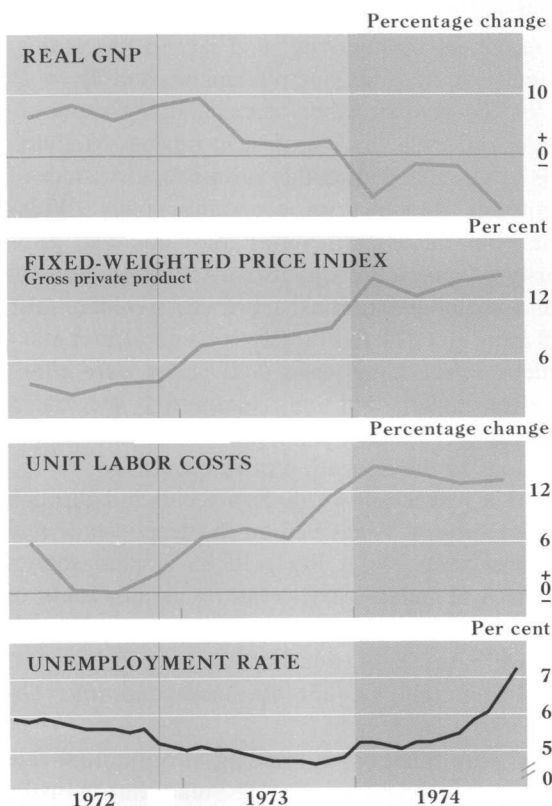 Percentage change
REAL GNP
10
+
0
−
Per cent
FIXED-WEIGHTED PRICE INDEX
Gross private product
12
6
Percentage change
UNIT LABOR COSTS
12
6
+
0
−
Per cent
UNEMPLOYMENT RATE
7
6
5
0
1972 1973 1974